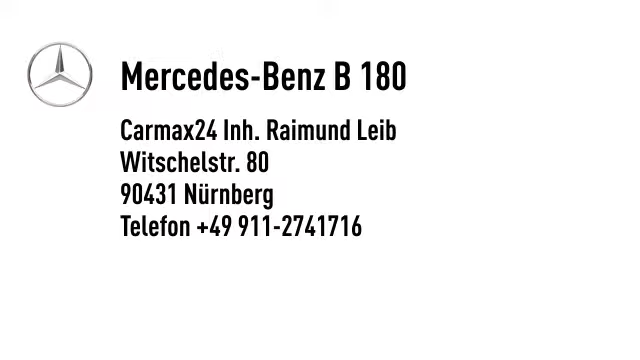 Mercedes-Benz B 180
Carmax24 Inh. Raimund Leib
Witschelstr. 80
90431 Nürnberg
Telefon +49 911-2741716